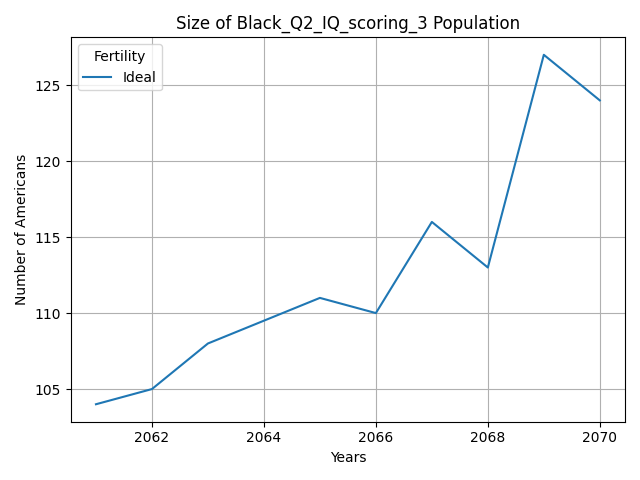 Size of Black_Q2_IQ_scoring_3 Population
Fertility
Ideal
Number of Americans
125
120
115
110
105
2062 2064 2066 2068 2070
Years